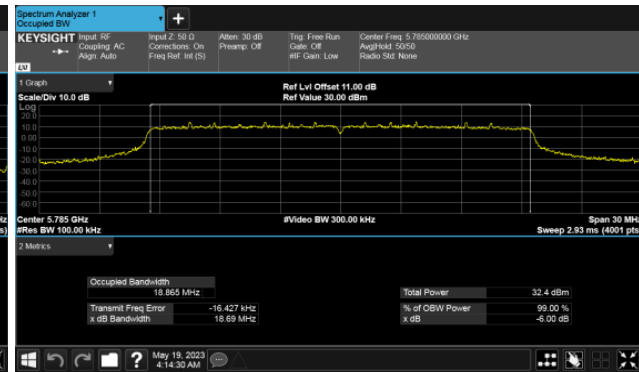 Spectrum Analyzer 1
Occupied BW
+
KEYSIGHT Input: RF Input Z: 50 Ω Atten: 30 dB Trig: Free Run Center Freq: 5.785000000 GHz
Coupling: AC Corrections: On Preamp: Off Gate: Off Avg|Hold: 50/50
Align: Auto Freq Ref: Int (S) #IF Gain: Low Radio Std: None
LXI
1 Graph
Scale/Div 10.0 dB
Ref Lvl Offset 11.00 dB
Ref Value 30.00 dBm
Log
20.0
10.0
0.00
-10.0
-20.0
-30.0
-40.0
-50.0
-60.0
Hz Center 5.785 GHz #Video BW 300.00 kHz Span 30 MHz
s) #Res BW 100.00 kHz Sweep 2.93 ms (4001 pts
2 Metrics
Occupied Bandwidth
18.865 MHz Total Power 32.4 dBm
Transmit Freq Error -16.427 kHz % of OBW Power 99.00 %
x dB Bandwidth 18.69 MHz x dB -6.00 dB
? May 19, 2023
4:14:30 AM